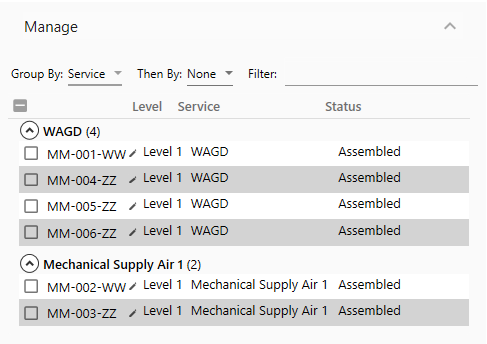 Manage
Group By: Service Then By: None Filter:
Level Service Status
WAGD (4)
MM-001-WW Level 1 WAGD Assembled
MM-004-ZZ Level 1 WAGD Assembled
MM-005-ZZ Level 1 WAGD Assembled
MM-006-ZZ Level 1 WAGD Assembled
Mechanical Supply Air 1 (2)
MM-002-WW Level 1 Mechanical Supply Air 1 Assembled
MM-003-ZZ Level 1 Mechanical Supply Air 1 Assembled